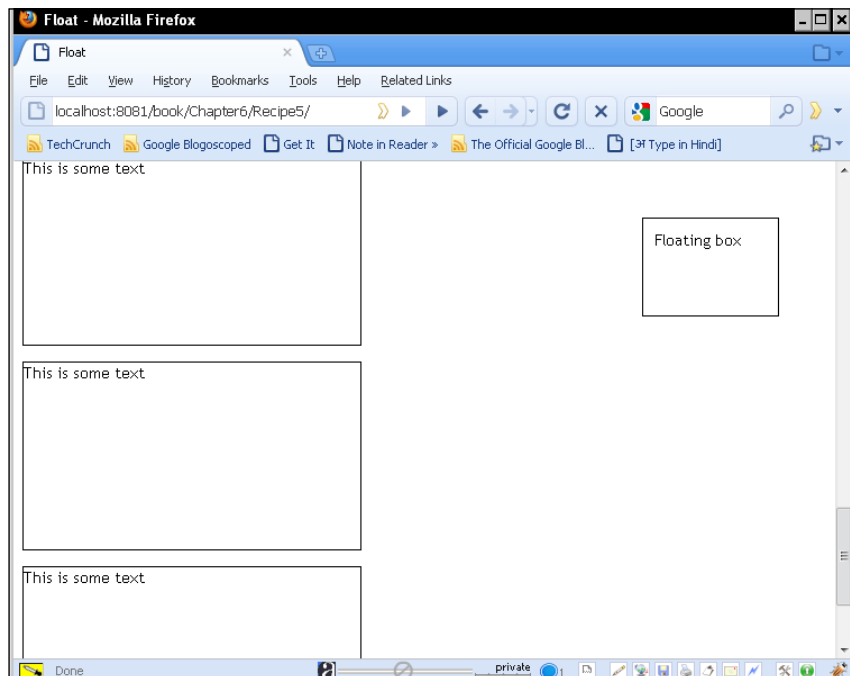 Float - Mozilla Firefox
Float
File Edit View History Bookmarks Tools Help Related Links
localhost:8081/book/Chapter6/Recipe5/
Google
TechCrunch Google Blogoscoped Get It Note in Reader » The Official Google Bl... [अ Type in Hindi]
This is some text
Floating box
This is some text
This is some text
Done
private
1